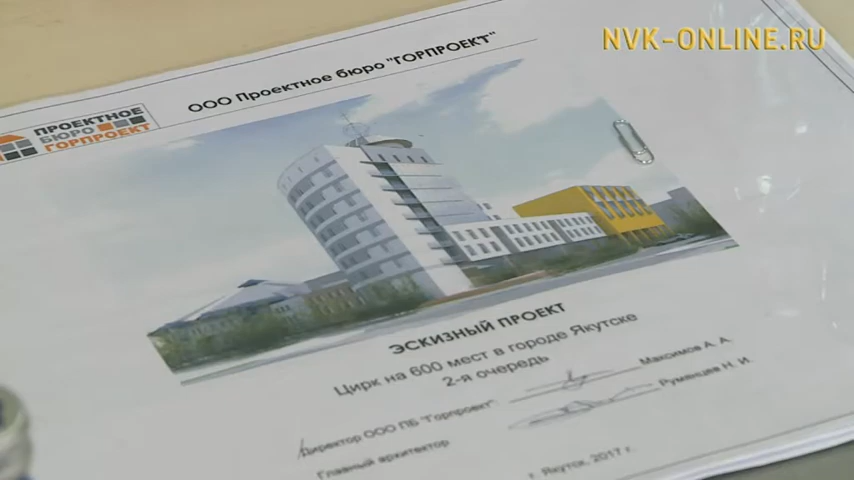 NVK-ONLINE.RU
ООО Проектное бюро "ГОРПРОЕКТ"
ПРОЕКТНОЕ
БЮРО
ГОРПРОЕКТ
ЭСКИЗНЫЙ ПРОЕКТ
Цирк на 600 мест в городе Якутске
2-я очередь
Директор ООО ПБ "Горпроект": Максимов А. А.
Главный архитектор Румянцев Н. И.
г. Якутск, 2017 г.